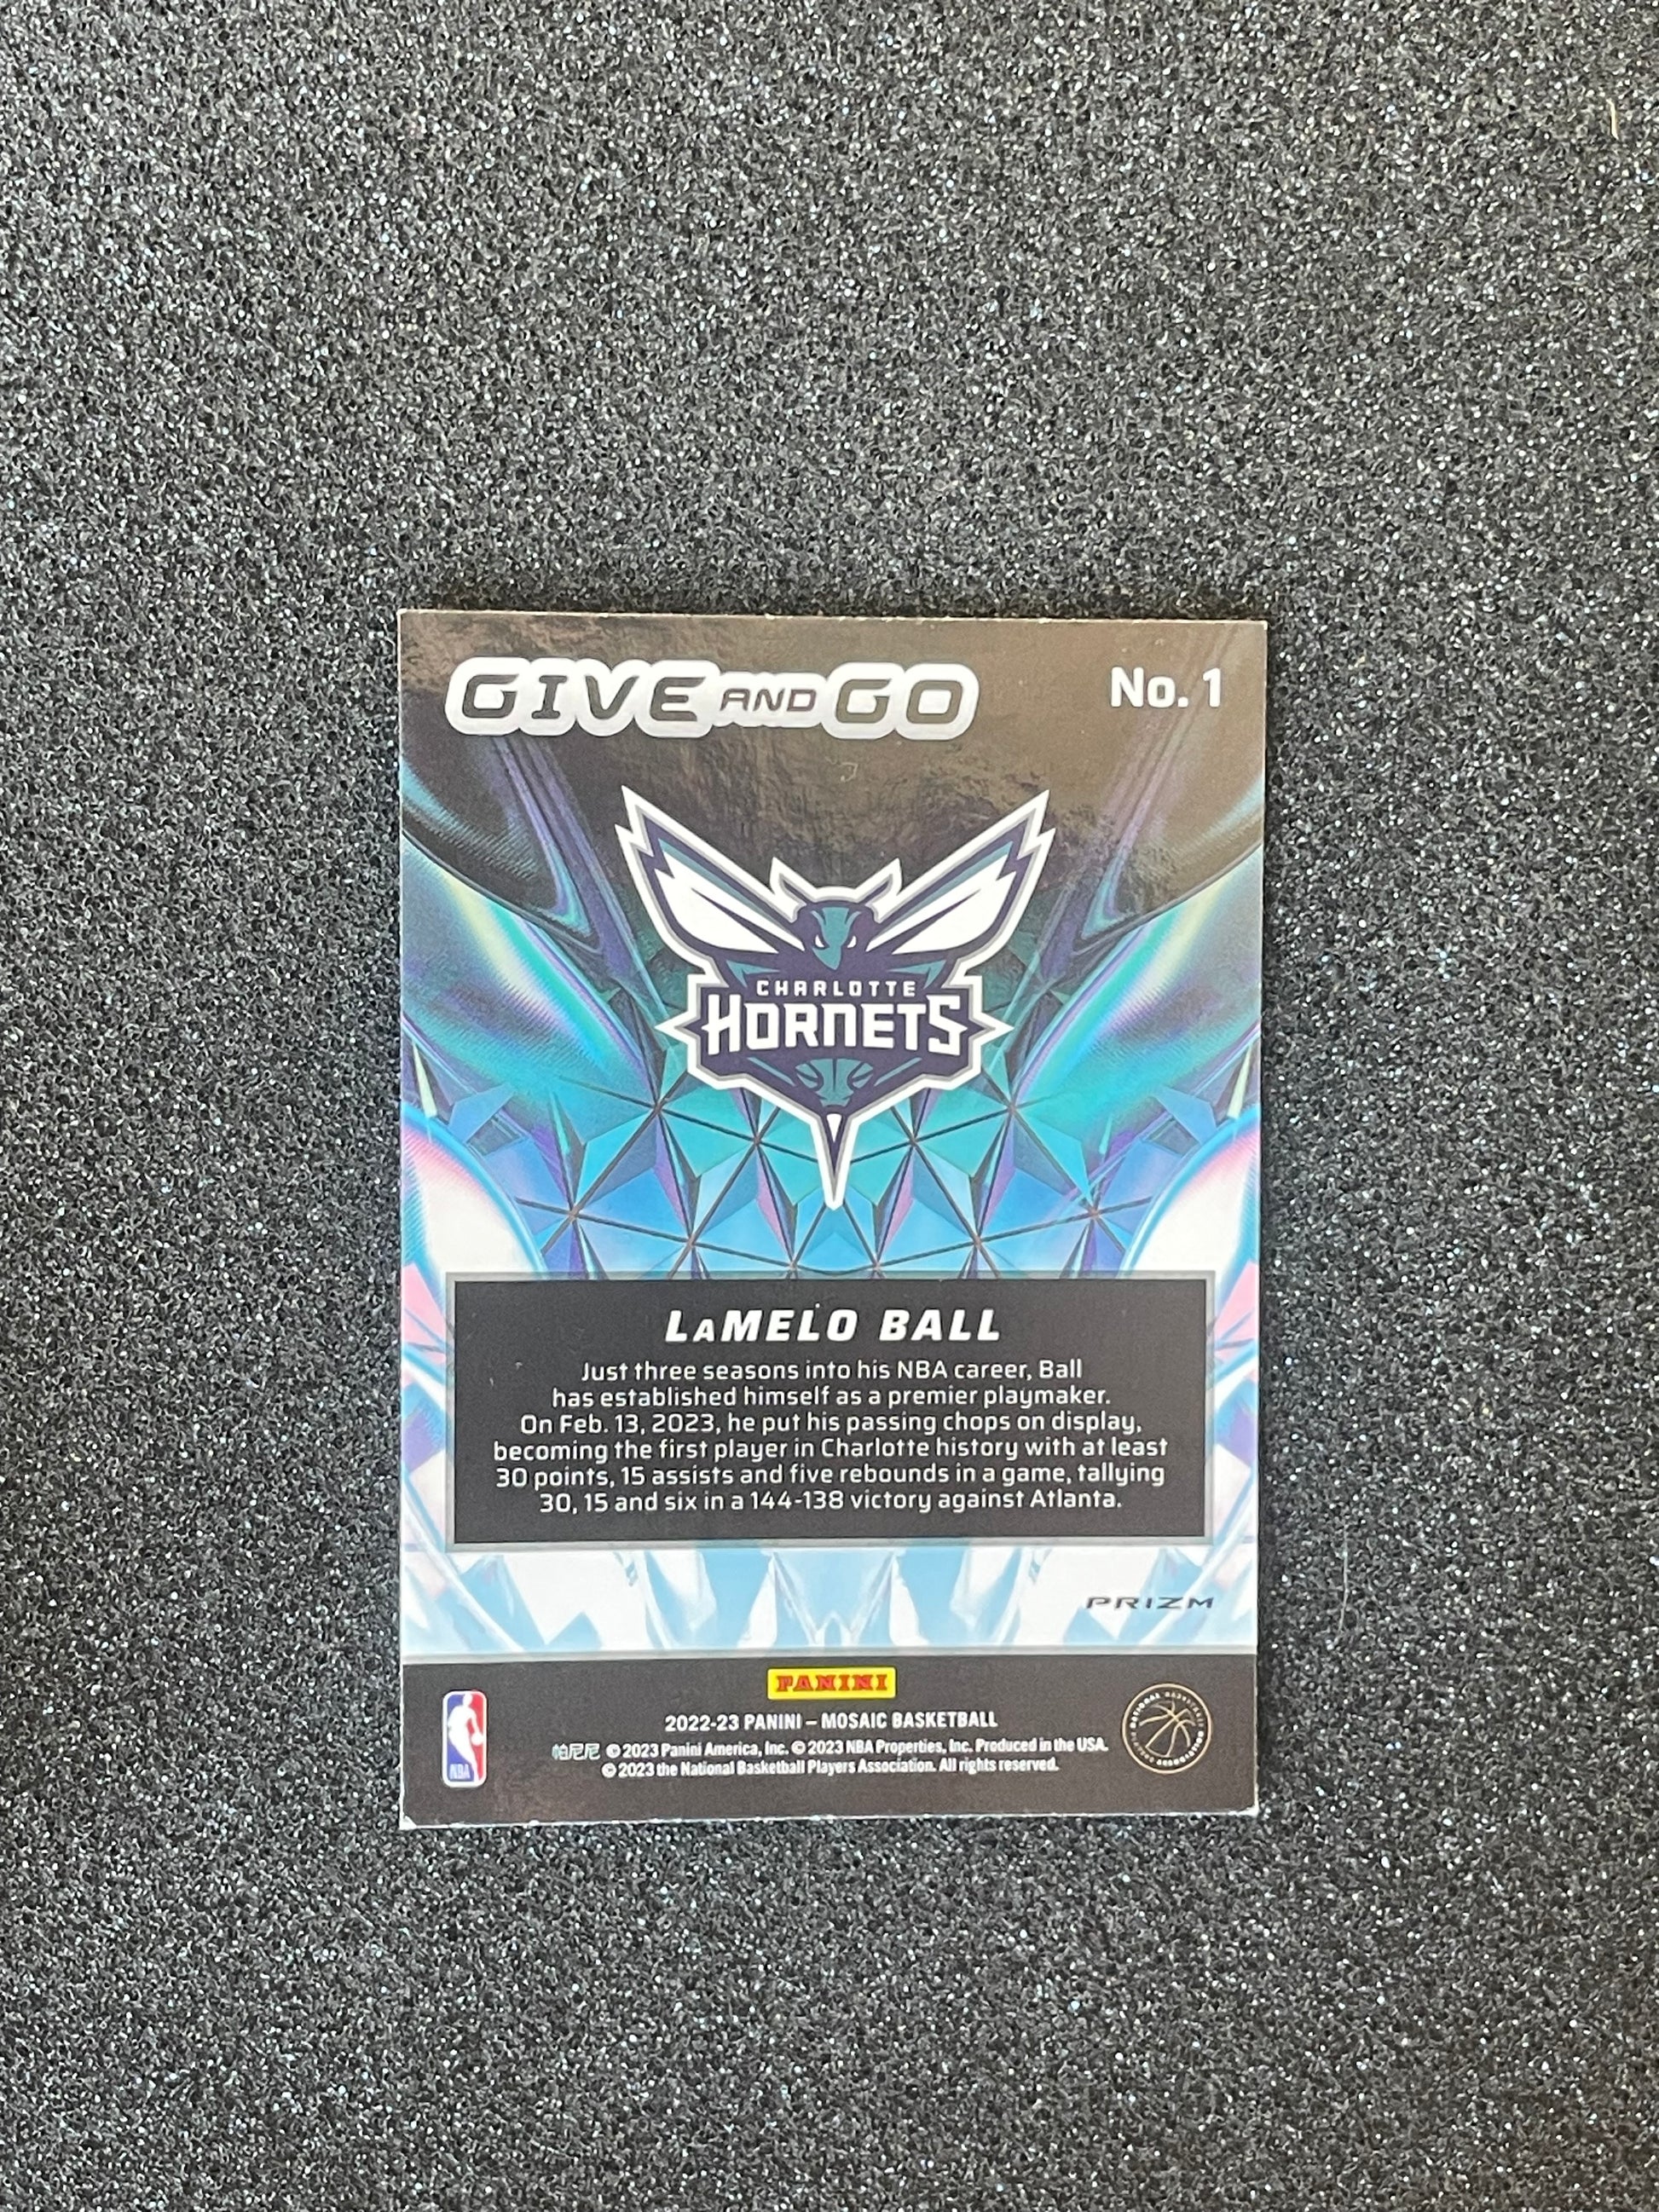 GIVE AND GO
No. 1
CHARLOTTE
HORNETS
LaMELO BALL
Just three seasons into his NBA career, Ball
has established himself as a premier playmaker.
On Feb. 13, 2023, he put his passing chops on display,
becoming the first player in Charlotte history with at least
30 points, 15 assists and five rebounds in a game, tallying
30, 15 and six in a 144-138 victory against Atlanta.
PRIZM
PANINI
2022-23 PANINI – MOSAIC BASKETBALL
帕尼尼 © 2023 Panini America, Inc. © 2023 NBA Properties, Inc. Produced in the USA.
© 2023 the National Basketball Players Association. All rights reserved.
NBA